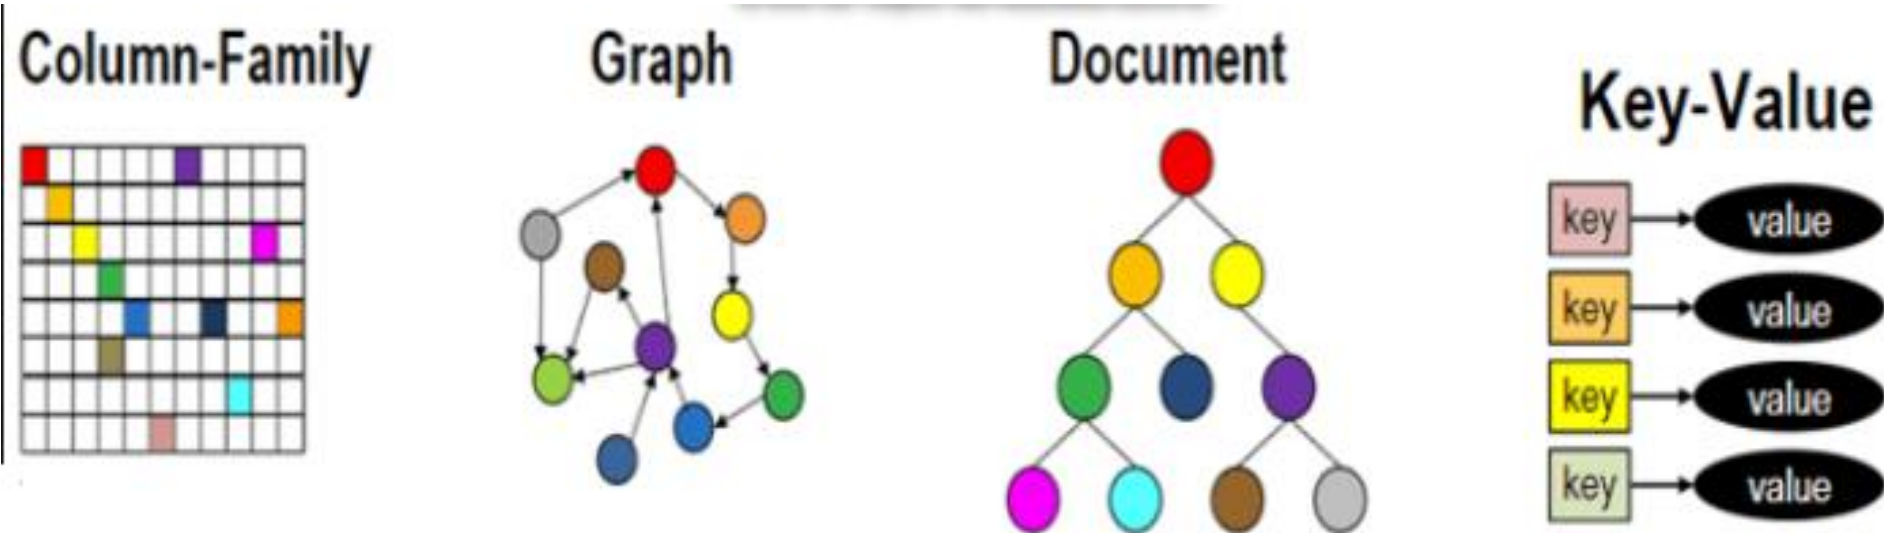 Column-Family
Graph
Document
Key-Value
key value
key value
key value
key value